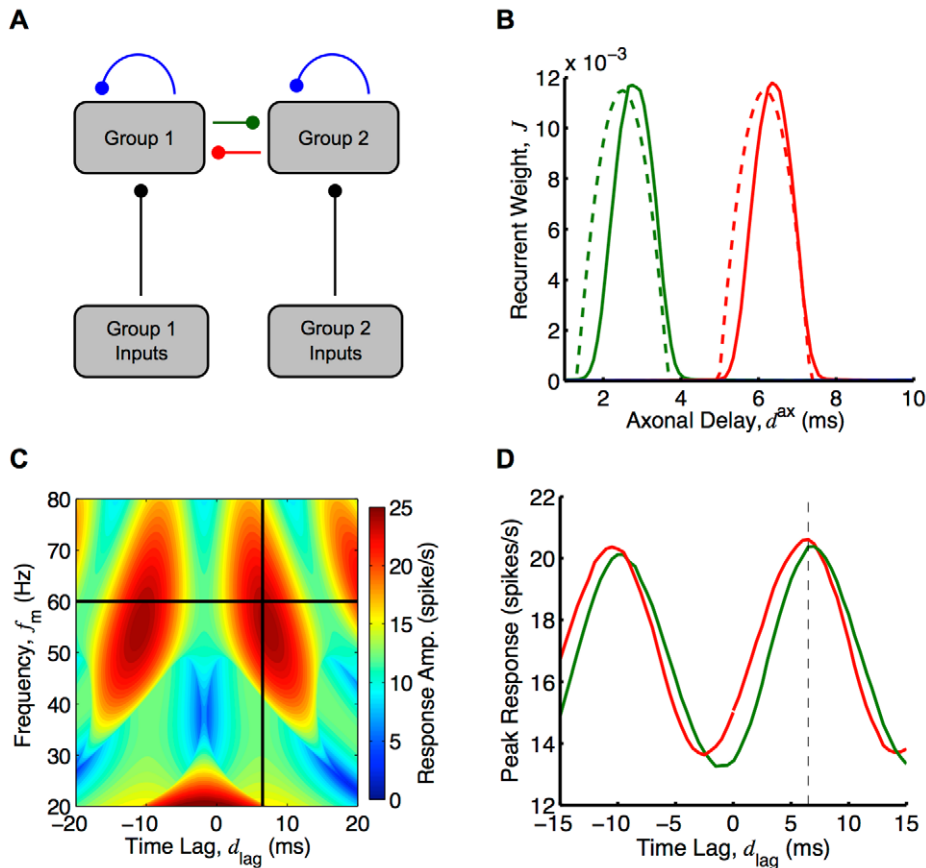 A
Group 1
Group 2
Group 1
Inputs
Group 2
Inputs
B
x 10⁻³
12
10
8
6
4
2
0
Recurrent Weight, J
2 4 6 8 10
Axonal Delay, dᵃˣ (ms)
C
80
70
60
50
40
30
20
Frequency, fₘ (Hz)
−20 −10 0 10 20
Time Lag, d_lag (ms)
25
20
15
10
5
0
Response Amp. (spike/s)
D
22
20
18
16
14
12
Peak Response (spikes/s)
−15 −10 −5 0 5 10 15
Time Lag, d_lag (ms)